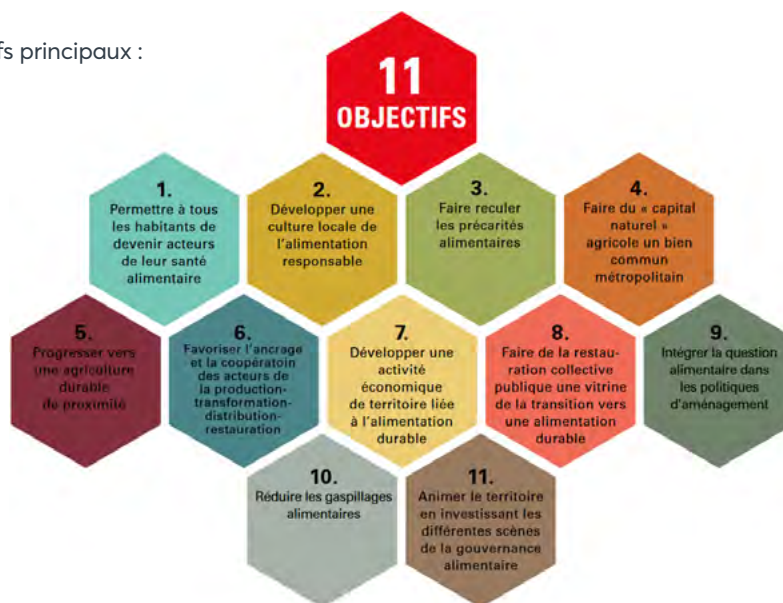 fs principaux :
11
OBJECTIFS
1.
Permettre à tous
les habitants de
devenir acteurs
de leur santé
alimentaire
2.
Développer une
culture locale de
l'alimentation
responsable
3.
Faire reculer
les précarités
alimentaires
4.
Faire du « capital
naturel »
agricole un bien
commun
métropolitain
5.
Progresser vers
une agriculture
durable
de proximité
6.
Favoriser l'ancrage
et la coopératoin
des acteurs de
la production-
transformation-
distribution-
restauration
7.
Développer une
activité
économique
de territoire liée
à l'alimentation
durable
8.
Faire de la restau-
ration collective
publique une vitrine
de la transition vers
une alimentation
durable
9.
Intégrer la question
alimentaire dans
les politiques
d'aménagement
10.
Réduire les gaspillages
alimentaires
11.
Animer le territoire
en investissant les
différentes scènes
de la gouvernance
alimentaire